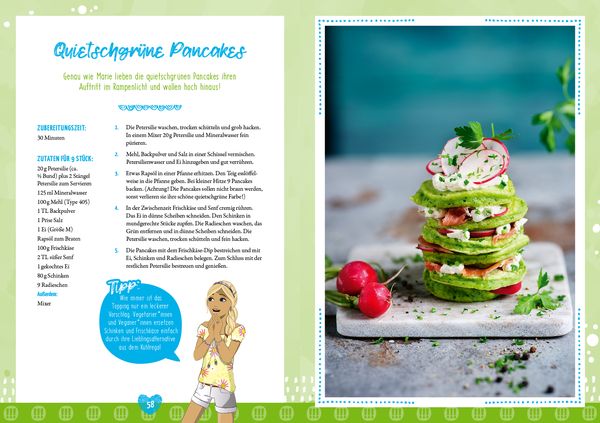 Quietschgrüne Pancakes
Genau wie Marie lieben die quietschgrünen Pancakes ihren
Auftritt im Rampenlicht und wollen hoch hinaus!
ZUBEREITUNGSZEIT:
30 Minuten
ZUTATEN FÜR 9 STÜCK:
20 g Petersilie (ca.
½ Bund) plus 2 Stängel
Petersilie zum Servieren
125 ml Mineralwasser
100 g Mehl (Type 405)
1 TL Backpulver
1 Prise Salz
1 Ei (Größe M)
Rapsöl zum Braten
100 g Frischkäse
2 TL süßer Senf
1 gekochtes Ei
80 g Schinken
9 Radieschen
Außerdem:
Mixer
1. Die Petersilie waschen, trocken schütteln und grob hacken.
In einem Mixer 20 g Petersilie und Mineralwasser fein
pürieren.
2. Mehl, Backpulver und Salz in einer Schüssel vermischen.
Petersilienwasser und Ei hinzugeben und gut verrühren.
3. Etwas Rapsöl in einer Pfanne erhitzen. Den Teig esslöffel-
weise in die Pfanne geben. Bei kleiner Hitze 9 Pancakes
backen. (Achtung! Die Pancakes sollen nicht braun werden,
sonst verlieren sie ihre schöne quietschgrüne Farbe!)
4. In der Zwischenzeit Frischkäse und Senf cremig rühren.
Das Ei in dünne Scheiben schneiden. Den Schinken in
mundgerechte Stücke zupfen. Die Radieschen waschen, das
Grün entfernen und in dünne Scheiben schneiden. Die
Petersilie waschen, trocken schütteln und fein hacken.
5. Die Pancakes mit dem Frischkäse-Dip bestreichen und mit
Ei, Schinken und Radieschen belegen. Zum Schluss mit der
restlichen Petersilie bestreuen und genießen.
Tipp:
Wie immer ist das
Topping nur ein leckerer
Vorschlag. Vegetarier*innen
und Veganer*innen ersetzen
Schinken und Frischkäse einfach
durch ihre Lieblingsalternative
aus dem Kühlregal!
58